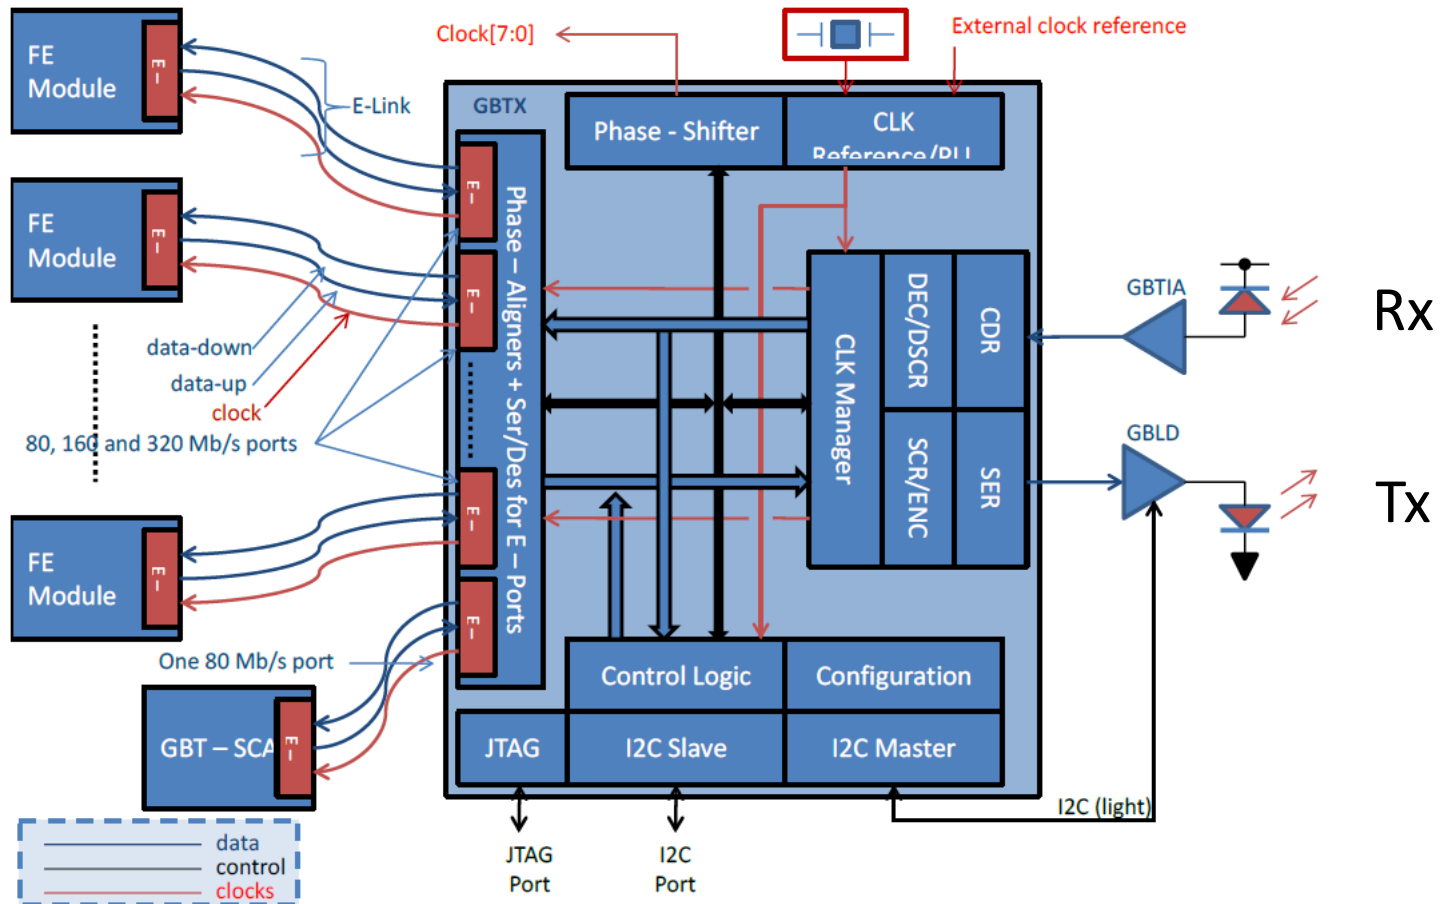 Clock[7:0]
External clock reference
FE
Module
E –
E-Link
GBTX
Phase - Shifter
CLK
Reference/PLL
E –
FE
Module
E –
E –
Phase – Aligners + Ser/Des for E – Ports
CLK Manager
DEC/DSCR
CDR
SCR/ENC
SER
GBTIA
Rx
GBLD
Tx
data-down
data-up
clock
80, 160 and 320 Mb/s ports
E –
FE
Module
E –
E –
One 80 Mb/s port
GBT – SCA
E –
Control Logic
Configuration
JTAG
I2C Slave
I2C Master
I2C (light)
JTAG
Port
I2C
Port
data
control
clocks